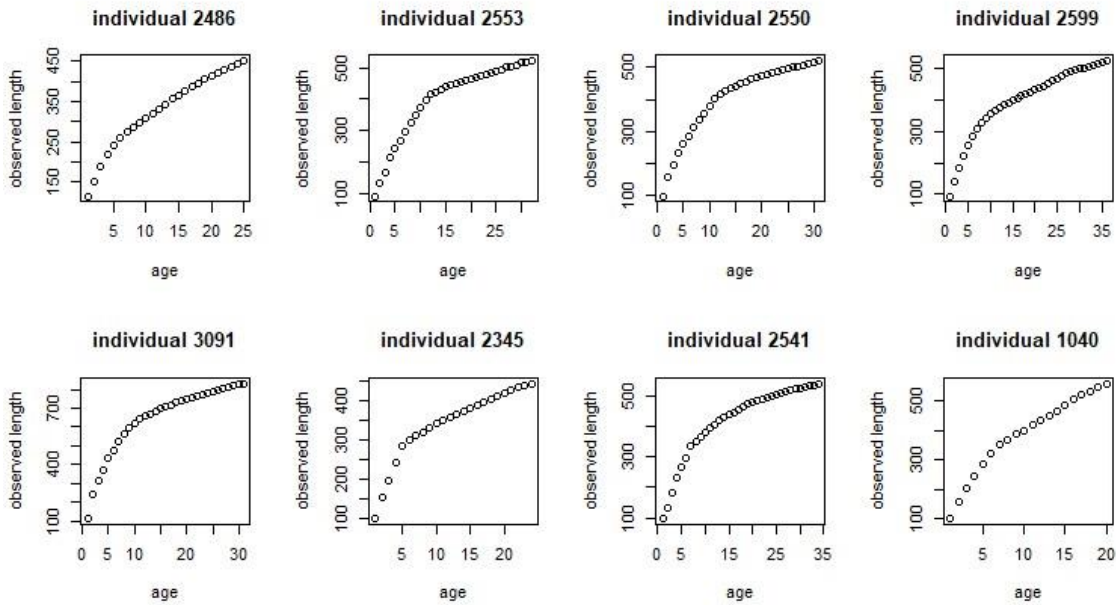 individual 2486
individual 2553
individual 2550
individual 2599
observed length
150 250 350 450
5 10 15 20 25
age
observed length
100 300 500
0 5 15 25
age
observed length
100 300 500
0 10 20 30
age
observed length
100 300 500
0 5 15 25 35
age
individual 3091
individual 2345
individual 2541
individual 1040
observed length
100 400 700
0 5 15 20 30
age
observed length
100 200 300 400
5 10 15 20
age
observed length
100 300 500
0 5 15 25 35
age
observed length
100 300 500
5 10 15 20
age